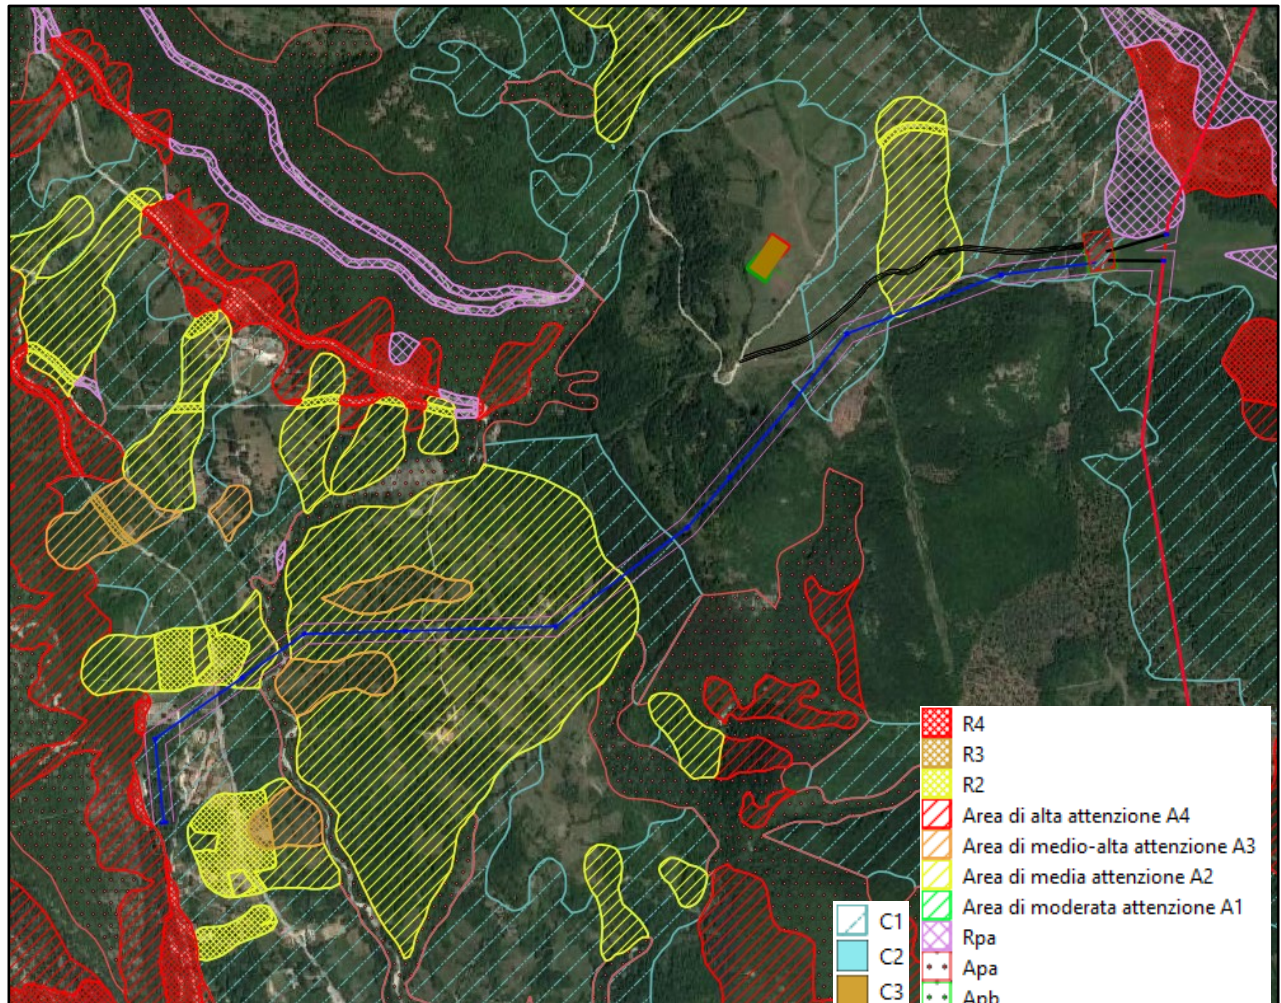 R4
R3
R2
Area di alta attenzione A4
Area di medio-alta attenzione A3
Area di media attenzione A2
Area di moderata attenzione A1
Rpa
Apa
Apb
C1
C2
C3